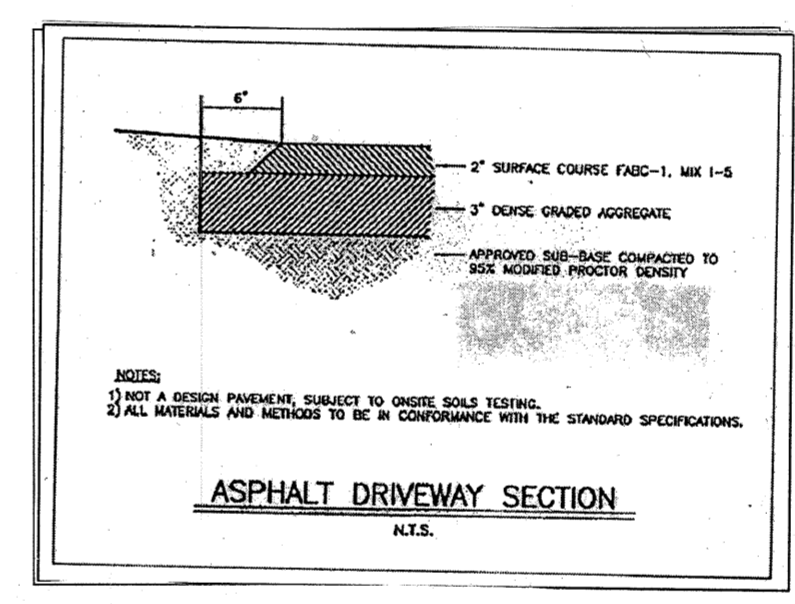 6"
2" SURFACE COURSE FABC-1, MIX I-5
3" DENSE GRADED AGGREGATE
APPROVED SUB-BASE COMPACTED TO
95% MODIFIED PROCTOR DENSITY
NOTES:
1) NOT A DESIGN PAVEMENT, SUBJECT TO ONSITE SOILS TESTING.
2) ALL MATERIALS AND METHODS TO BE IN CONFORMANCE WITH THE STANDARD SPECIFICATIONS.
ASPHALT DRIVEWAY SECTION
N.T.S.